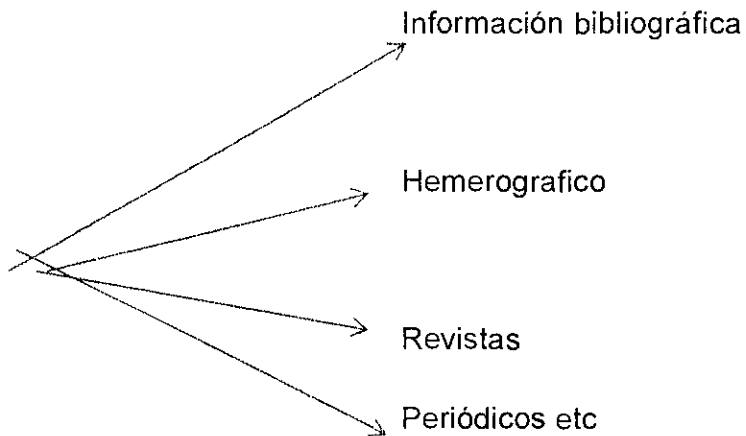 Información bibliográfica
Hemerografico
Revistas
Periódicos etc